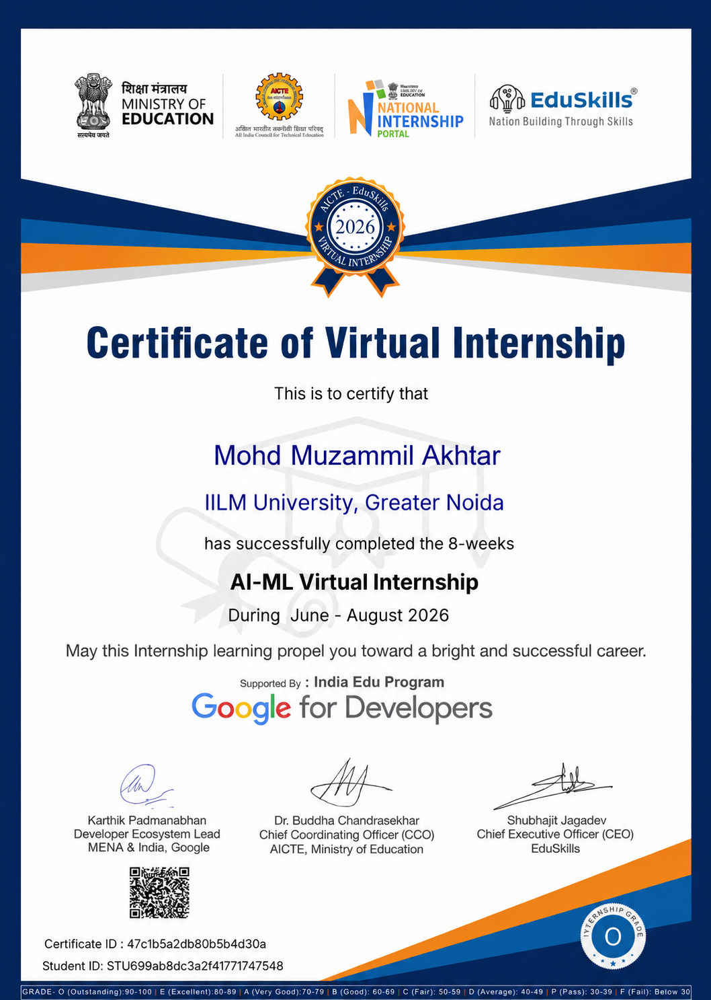 शिक्षा मंत्रालय
MINISTRY OF
EDUCATION
सत्यमेव जयते
AICTE
अखिल भारतीय तकनीकी शिक्षा परिषद्
All India Council for Technical Education
EDUCATION
NATIONAL
INTERNSHIP
PORTAL
EduSkills®
Nation Building Through Skills
AICTE - EduSkills
2026
VIRTUAL INTERNSHIP
Certificate of Virtual Internship
This is to certify that
Mohd Muzammil Akhtar
IILM University, Greater Noida
has successfully completed the 8-weeks
AI-ML Virtual Internship
During June - August 2026
May this Internship learning propel you toward a bright and successful career.
Supported By : India Edu Program
Google for Developers
Karthik Padmanabhan
Developer Ecosystem Lead
MENA & India, Google
Dr. Buddha Chandrasekhar
Chief Coordinating Officer (CCO)
AICTE, Ministry of Education
Shubhajit Jagadev
Chief Executive Officer (CEO)
EduSkills
IYTERNSHIP GRADE
O
Certificate ID : 47c1b5a2db80b5b4d30a
Student ID: STU699ab8dc3a2f41771747548
GRADE- O (Outstanding):90-100 | E (Excellent):80-89 | A (Very Good):70-79 | B (Good): 60-69 | C (Fair): 50-59 | D (Average): 40-49 | P (Pass): 30-39 | F (Fail): Below 30